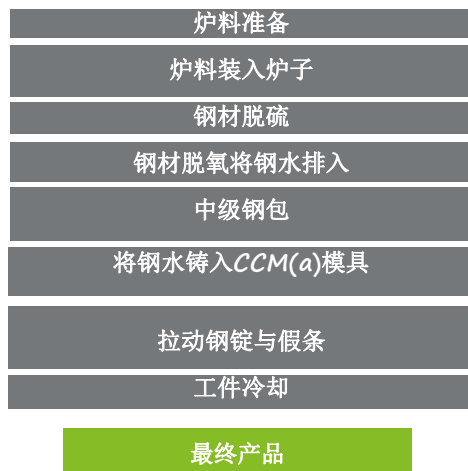 炉料准备
炉料装入炉子
钢材脱硫
钢材脱氧将钢水排入
中级钢包
将钢水铸入CCM(a)模具
拉动钢锭与假条
工件冷却
最终产品